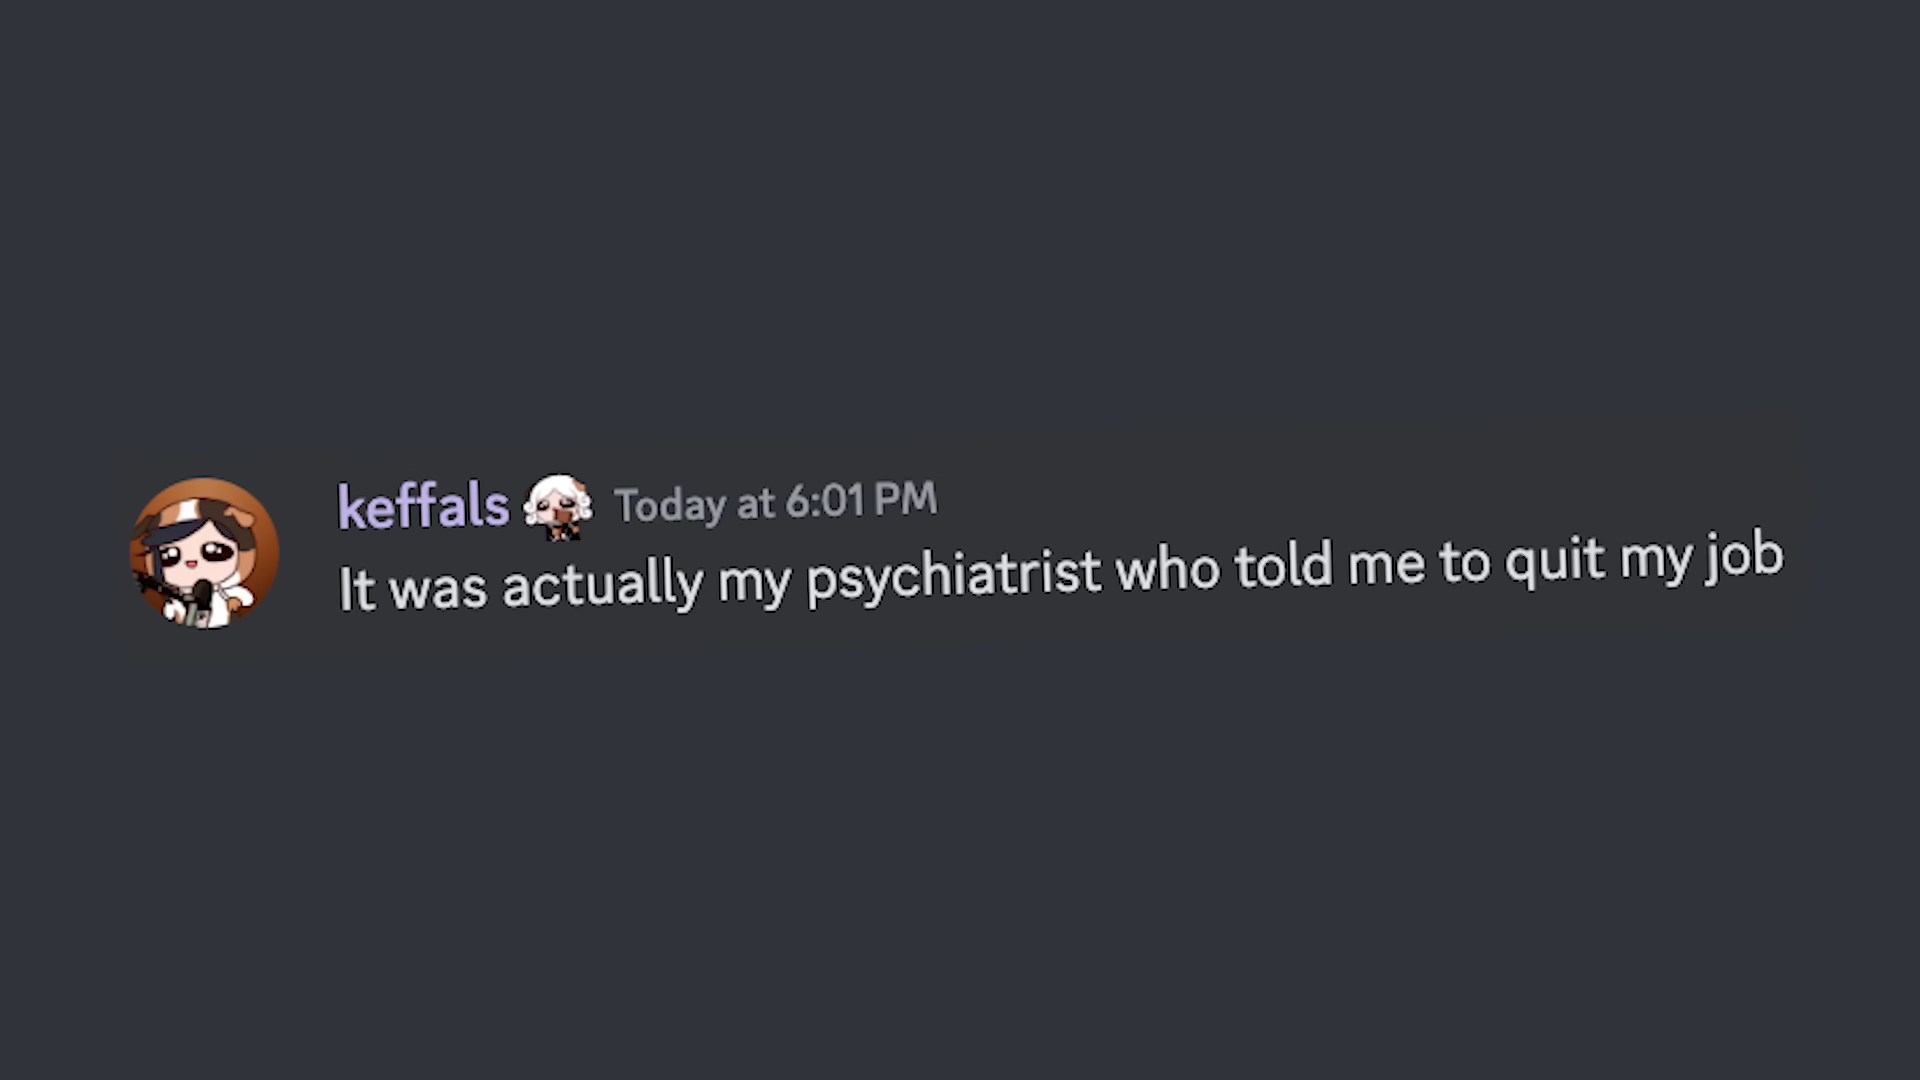 keffals Today at 6:01 PM
It was actually my psychiatrist who told me to quit my job